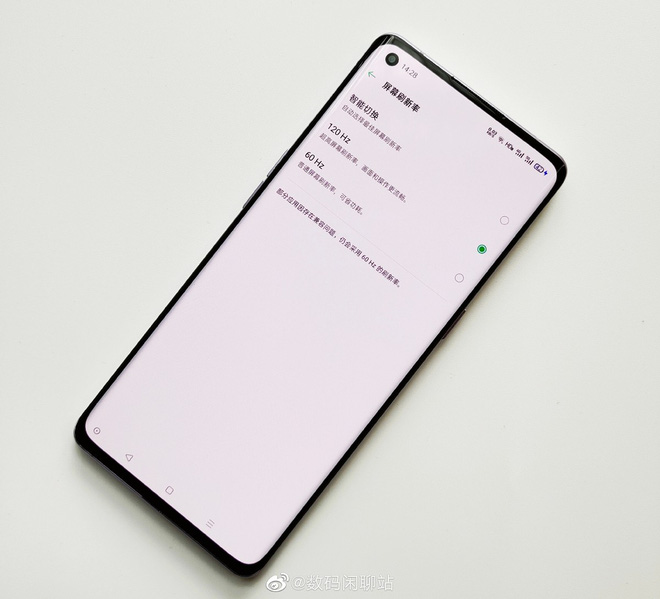 14:28
屏幕刷新率
智能切换
自动选择最佳屏幕刷新率
120 Hz
超高屏幕刷新率，画面和操作更流畅。
60 Hz
普通屏幕刷新率，可省功耗。
部分应用因存在兼容问题，仍会采用 60 Hz 的刷新率。
@数码闲聊站